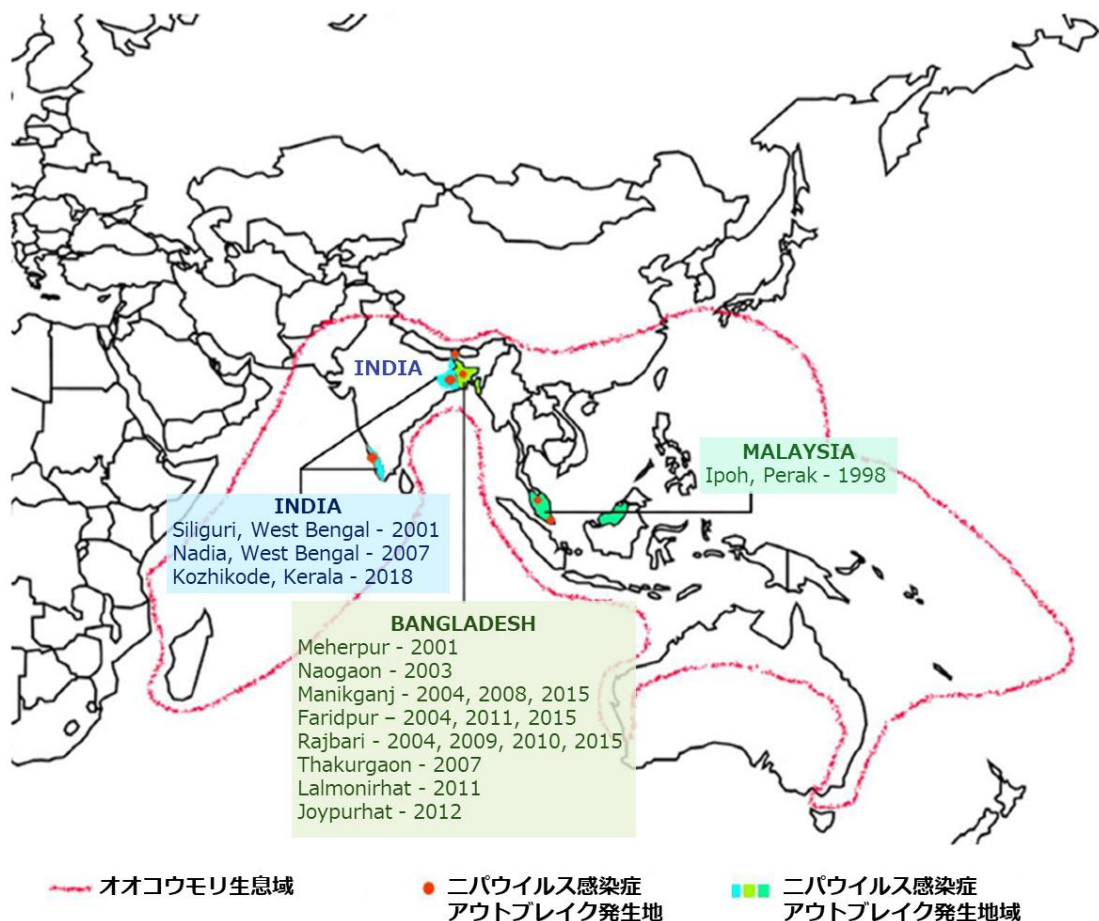 INDIA
MALAYSIA
Ipoh, Perak - 1998
INDIA
Siliguri, West Bengal - 2001
Nadia, West Bengal - 2007
Kozhikode, Kerala - 2018
BANGLADESH
Meherpur - 2001
Naogaon - 2003
Manikganj - 2004, 2008, 2015
Faridpur – 2004, 2011, 2015
Rajbari - 2004, 2009, 2010, 2015
Thakurgaon - 2007
Lalmonirhat - 2011
Joypurhat - 2012
オオコウモリ生息域
ニパウイルス感染症
アウトブレイク発生地
ニパウイルス感染症
アウトブレイク発生地域